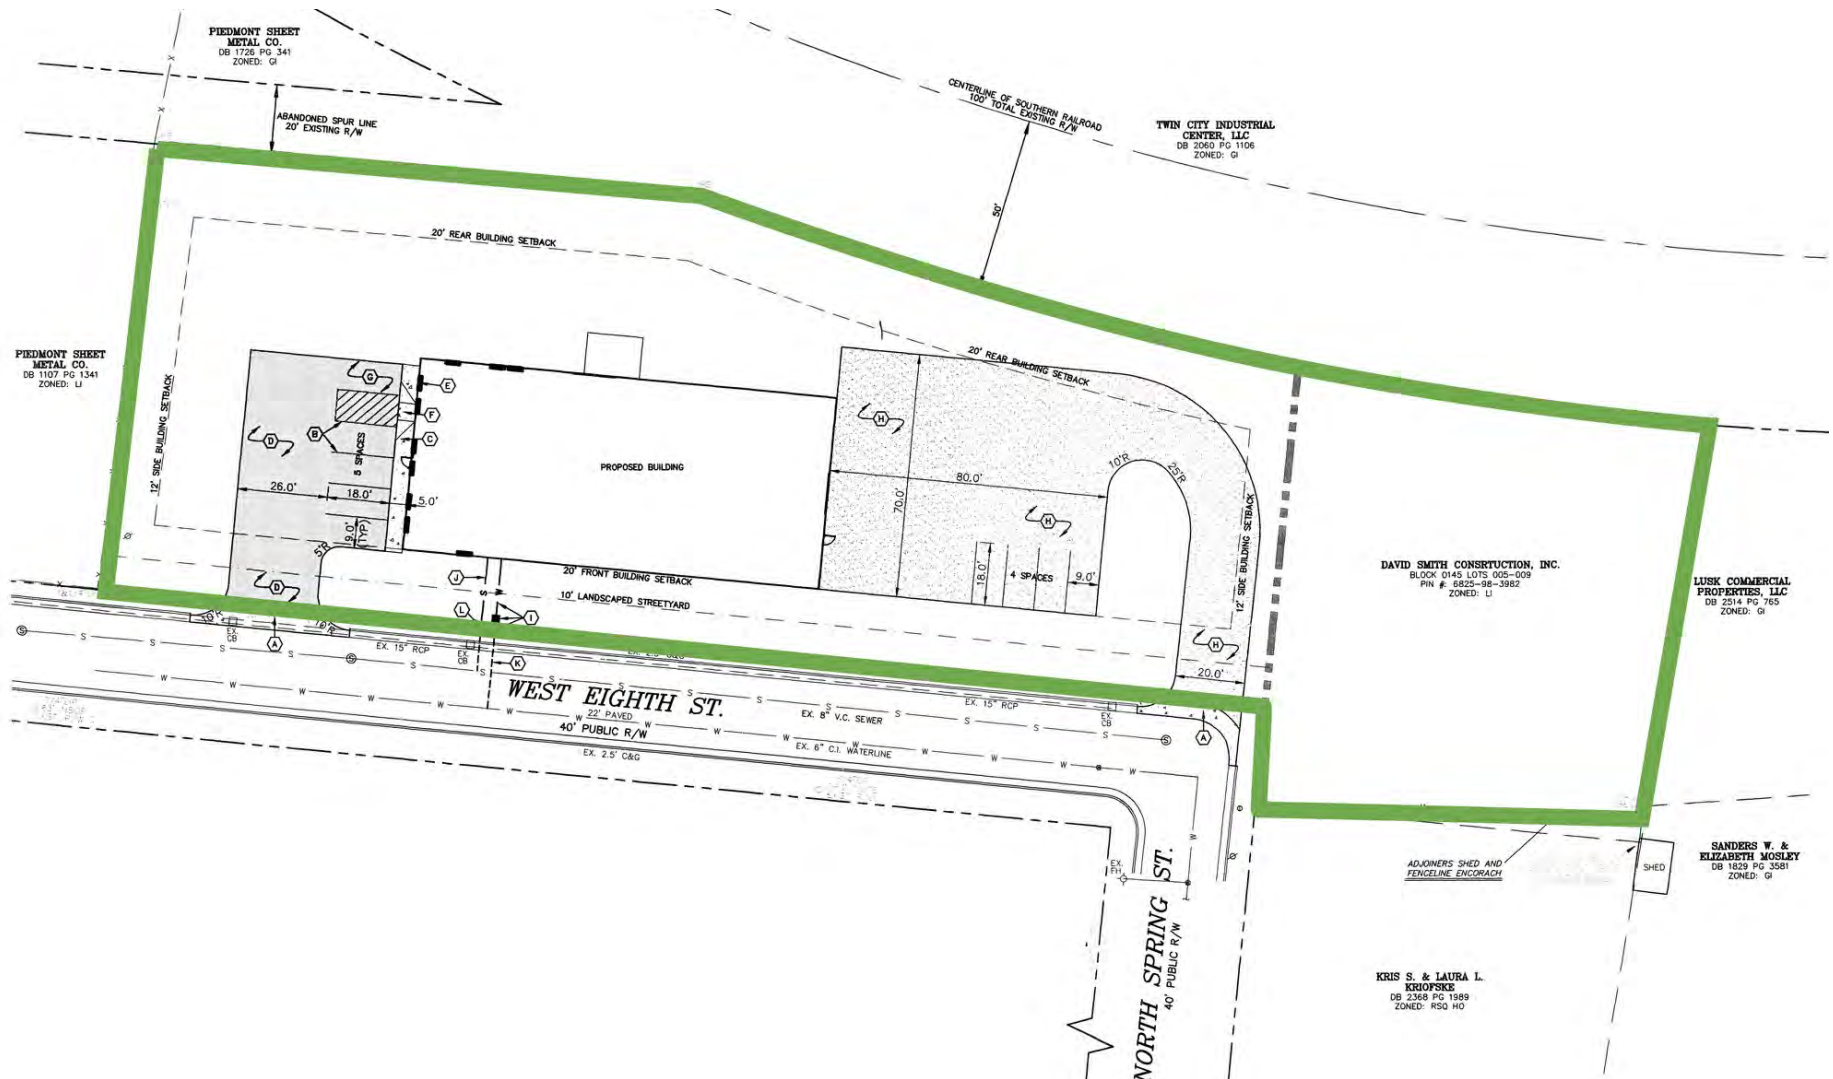 PIEDMONT SHEET
METAL CO.
DB 1726 PG 341
ZONED: GI
ABANDONED SPUR LINE
20' EXISTING R/W
CENTERLINE OF SOUTHERN RAILROAD
100' TOTAL EXISTING R/W
TWIN CITY INDUSTRIAL
CENTER, LLC
DB 2060 PG 1106
ZONED: GI
50'
20' REAR BUILDING SETBACK
20' REAR BUILDING SETBACK
PIEDMONT SHEET
METAL CO.
DB 1107 PG 1341
ZONED: LI
12' SIDE BUILDING SETBACK
G
E
F
B
C
D
5 SPACES
26.0'
18.0'
5.0'
9.0'
(TYP)
5'R
PROPOSED BUILDING
H
80.0'
70.0'
10'R
25'R
H
18.0'
4 SPACES
9.0'
12' SIDE BUILDING SETBACK
DAVID SMITH CONSRTUCTION, INC.
BLOCK 0145 LOTS 005-009
PIN #: 6825-98-3982
ZONED: LI
LUSK COMMERCIAL
PROPERTIES, LLC
DB 2514 PG 765
ZONED: GI
20' FRONT BUILDING SETBACK
10' LANDSCAPED STREETYARD
D
J
L
I
K
A
S
W
10'R
10'R
EX.
CB
EX. 15" RCP
EX.
CB
EX. 2.5' C&G
H
20.0'
EX. 15" RCP
EX.
CB
A
WEST EIGHTH ST.
22' PAVED
40' PUBLIC R/W
EX. 8" V.C. SEWER
EX. 6" C.I. WATERLINE
EX. 2.5' C&G
S S S S S S S S S S S
W W W W W W W W W W W W W
EX.
FH
NORTH SPRING ST.
40' PUBLIC R/W
ADJOINERS SHED AND
FENCELINE ENCORACH
SHED
SANDERS W. &
ELIZABETH MOSLEY
DB 1829 PG 3581
ZONED: GI
KRIS S. & LAURA L.
KRIOFSKE
DB 2368 PG 1989
ZONED: RSQ HO